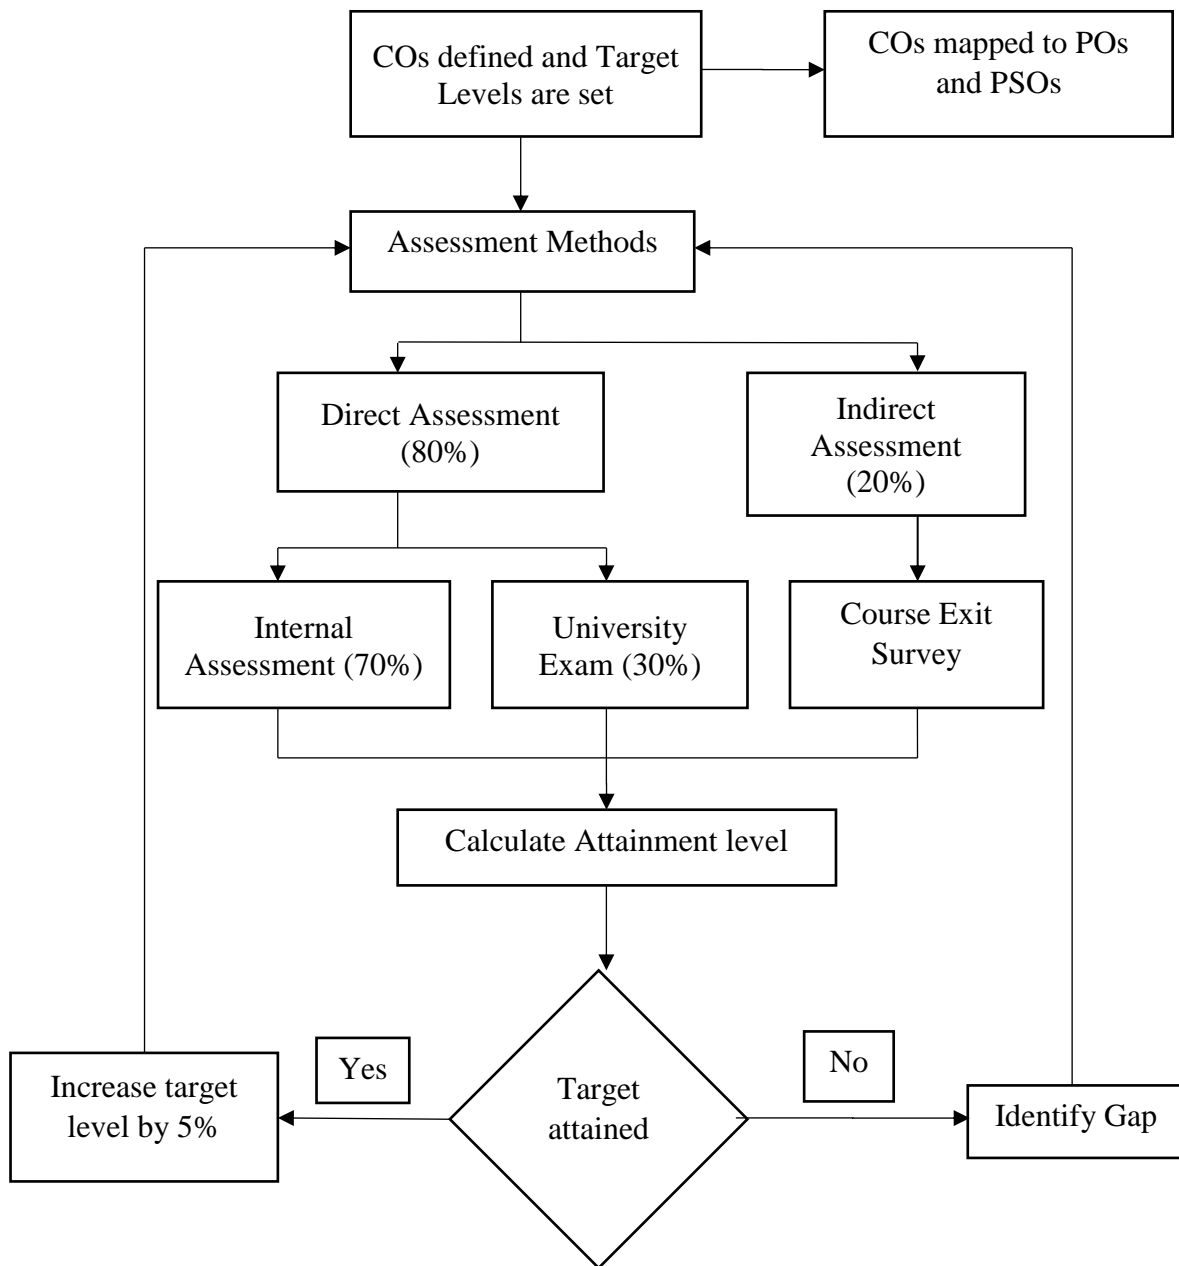 COs defined and Target
Levels are set
COs mapped to POs
and PSOs
Assessment Methods
Direct Assessment
(80%)
Indirect
Assessment
(20%)
Internal
Assessment (70%)
University
Exam (30%)
Course Exit
Survey
Calculate Attainment level
Target
attained
Yes
No
Increase target
level by 5%
Identify Gap